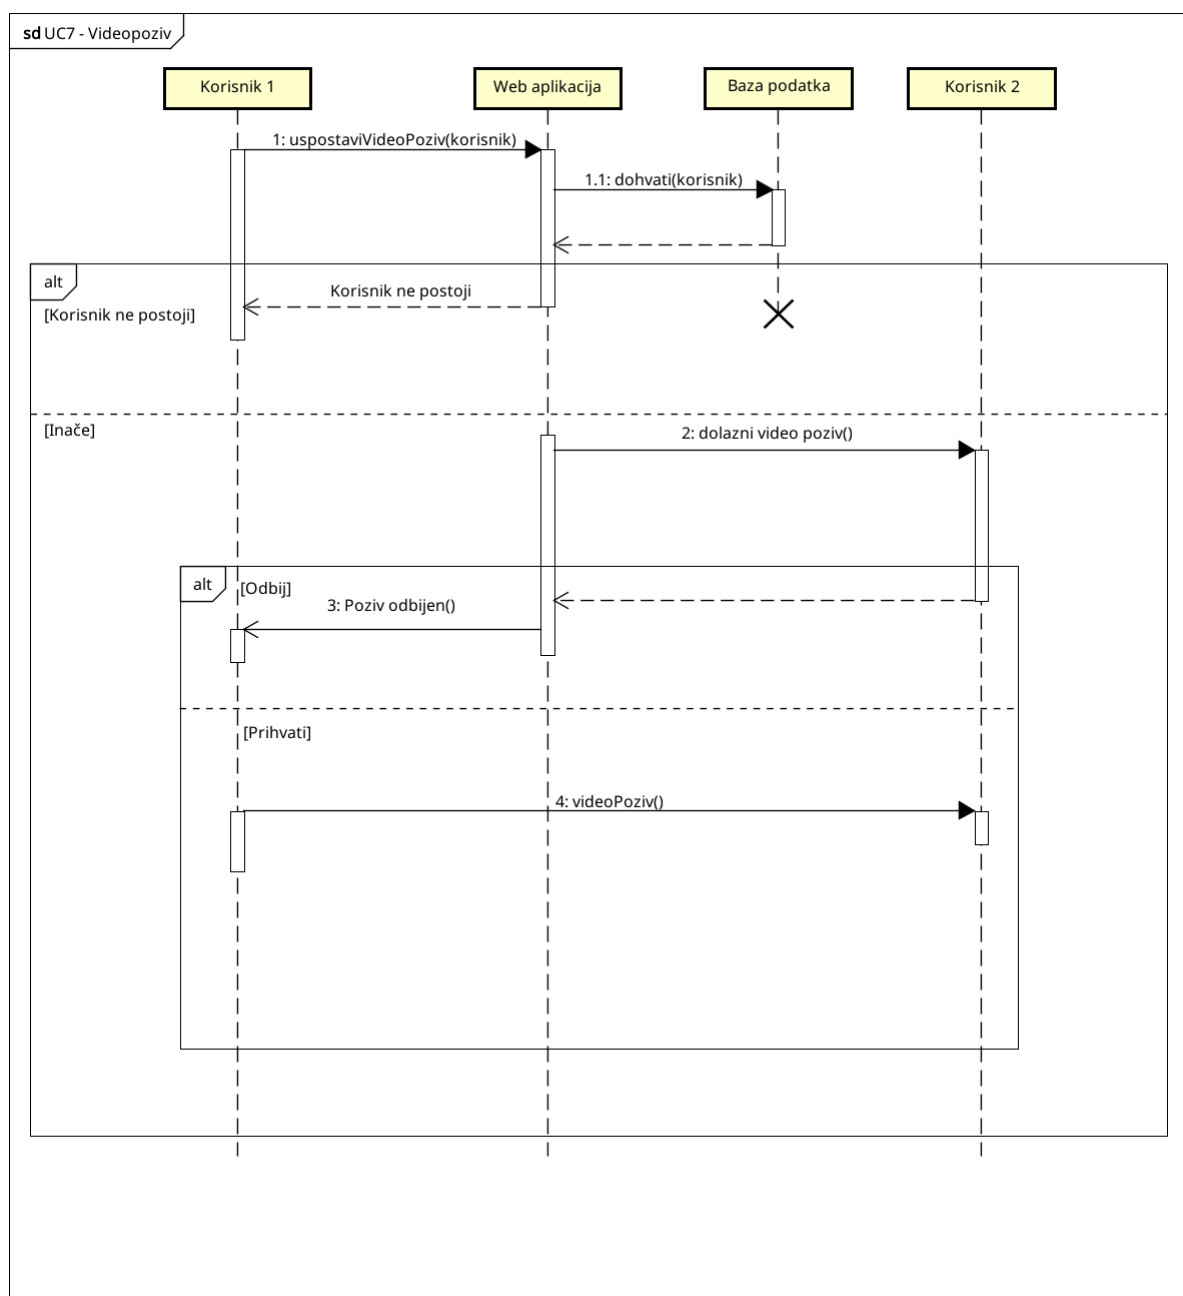 sd UC7 - Videopoziv
Korisnik 1
Web aplikacija
Baza podatka
Korisnik 2
1: uspostaviVideoPoziv(korisnik)
1.1: dohvati(korisnik)
alt
Korisnik ne postoji
[Korisnik ne postoji]
[Inače]
2: dolazni video poziv()
alt
[Odbij]
3: Poziv odbijen()
[Prihvati]
4: videoPoziv()